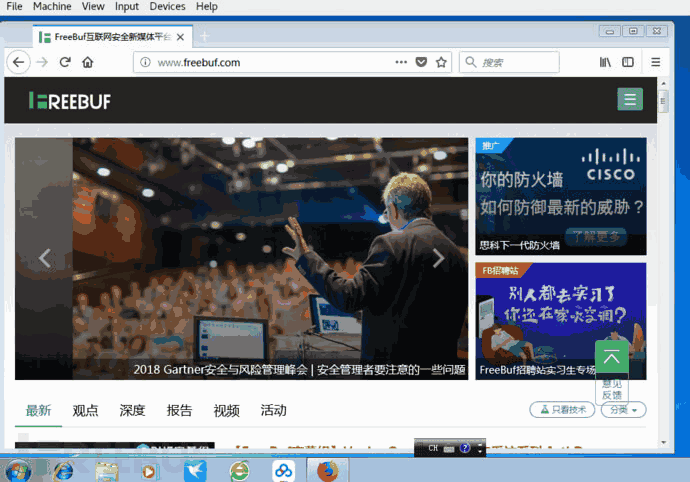 File Machine View Input Devices Help
FreeBuf互联网安全新媒体平台
www.freebuf.com
搜索
FREEBUF
推广
CISCO
你的防火墙
如何防御最新的威胁?
了解更多
思科下一代防火墙
2018 Gartner安全与风险管理峰会 | 安全管理者要注意的一些问题
FB招聘站
别人都去实习了
你还在家吹空调?
FreeBuf招聘站实习生专场
意见
反馈
最新 观点 深度 报告 视频 活动
只看技术
分类
CH